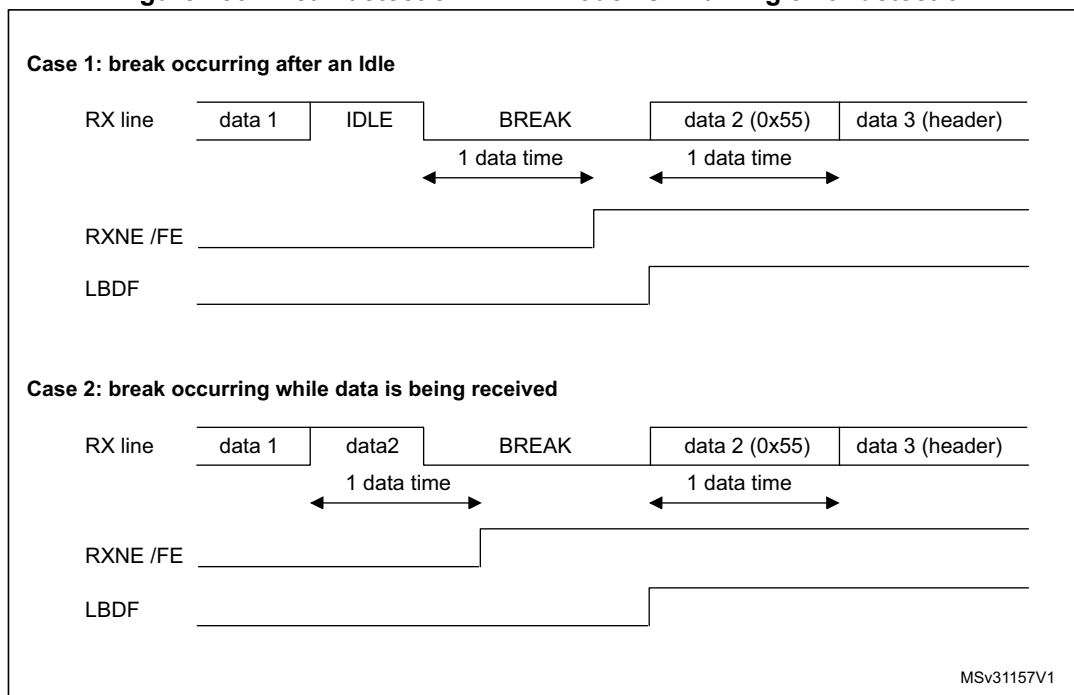 Case 1: break occurring after an Idle
RX line data 1 IDLE BREAK data 2 (0x55) data 3 (header)
1 data time 1 data time
RXNE /FE
LBDF
Case 2: break occurring while data is being received
RX line data 1 data2 BREAK data 2 (0x55) data 3 (header)
1 data time 1 data time
RXNE /FE
LBDF
MSv31157V1